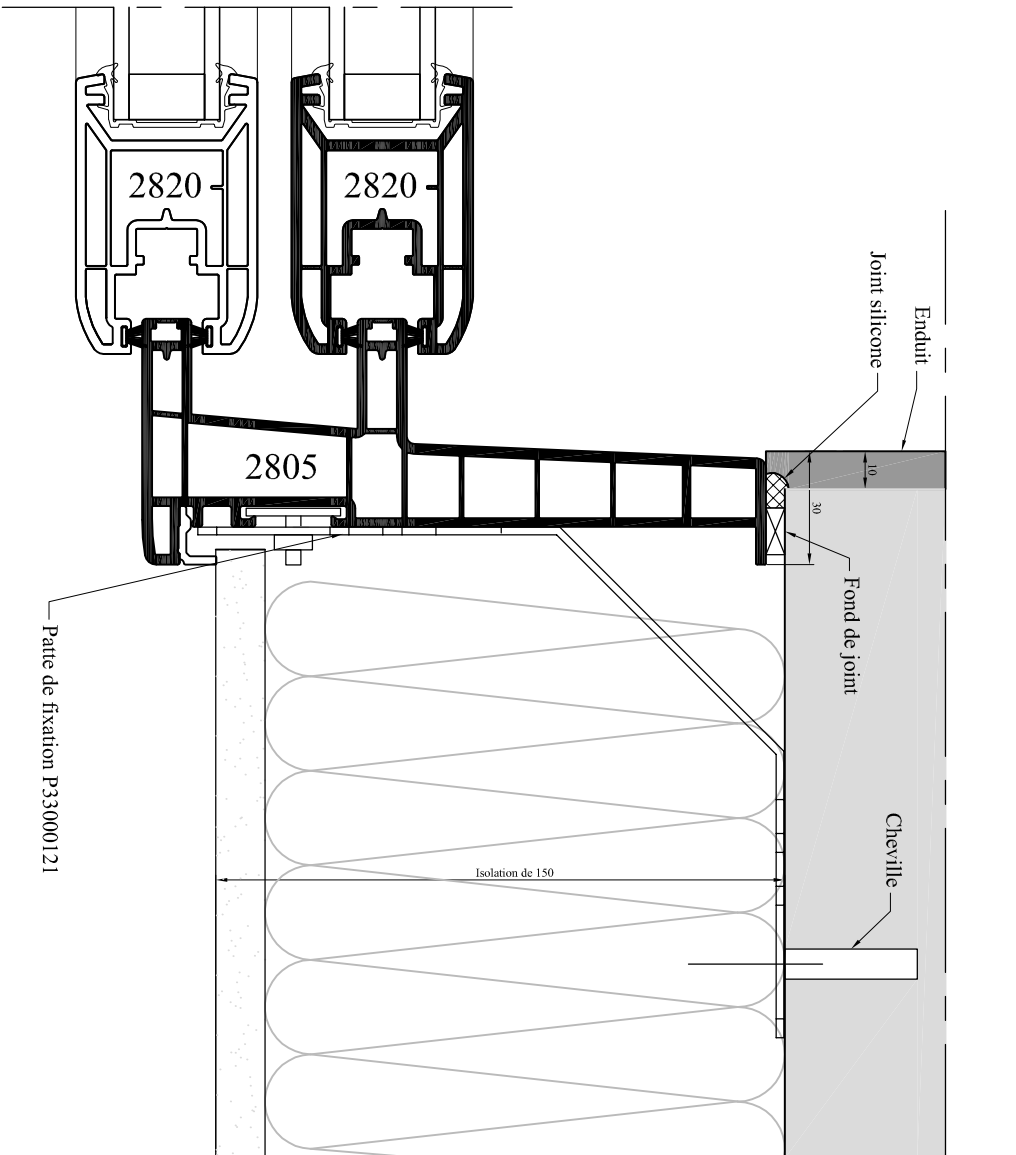 2820
2820
Joint silicone
Enduit
2805
10
30
Fond de joint
Patte de fixation P33000121
Cheville
Isolation de 150